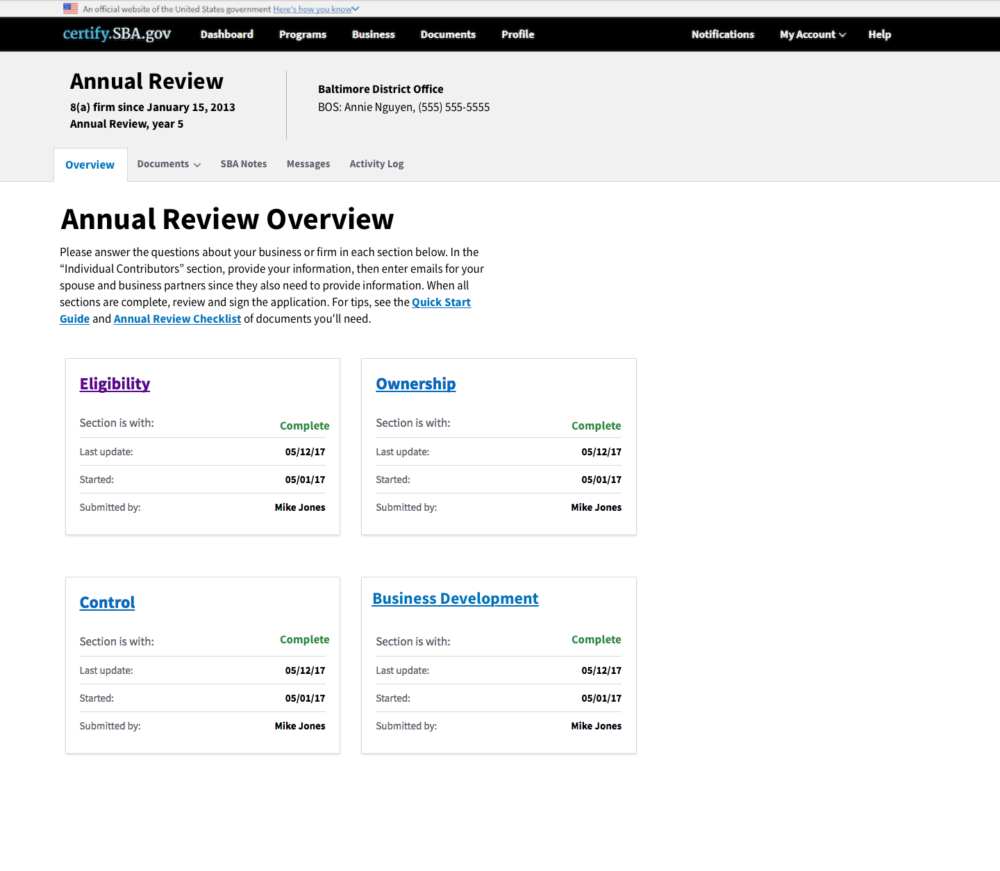 An official website of the United States government Here's how you know
certify.SBA.gov Dashboard Programs Business Documents Profile Notifications My Account Help
Annual Review
8(a) firm since January 15, 2013
Annual Review, year 5
Baltimore District Office
BOS: Annie Nguyen, (555) 555-5555
Overview Documents SBA Notes Messages Activity Log
Annual Review Overview
Please answer the questions about your business or firm in each section below. In the
“Individual Contributors” section, provide your information, then enter emails for your
spouse and business partners since they also need to provide information. When all
sections are complete, review and sign the application. For tips, see the Quick Start
Guide and Annual Review Checklist of documents you'll need.
Eligibility
Section is with: Complete
Last update: 05/12/17
Started: 05/01/17
Submitted by: Mike Jones
Ownership
Section is with: Complete
Last update: 05/12/17
Started: 05/01/17
Submitted by: Mike Jones
Control
Section is with: Complete
Last update: 05/12/17
Started: 05/01/17
Submitted by: Mike Jones
Business Development
Section is with: Complete
Last update: 05/12/17
Started: 05/01/17
Submitted by: Mike Jones